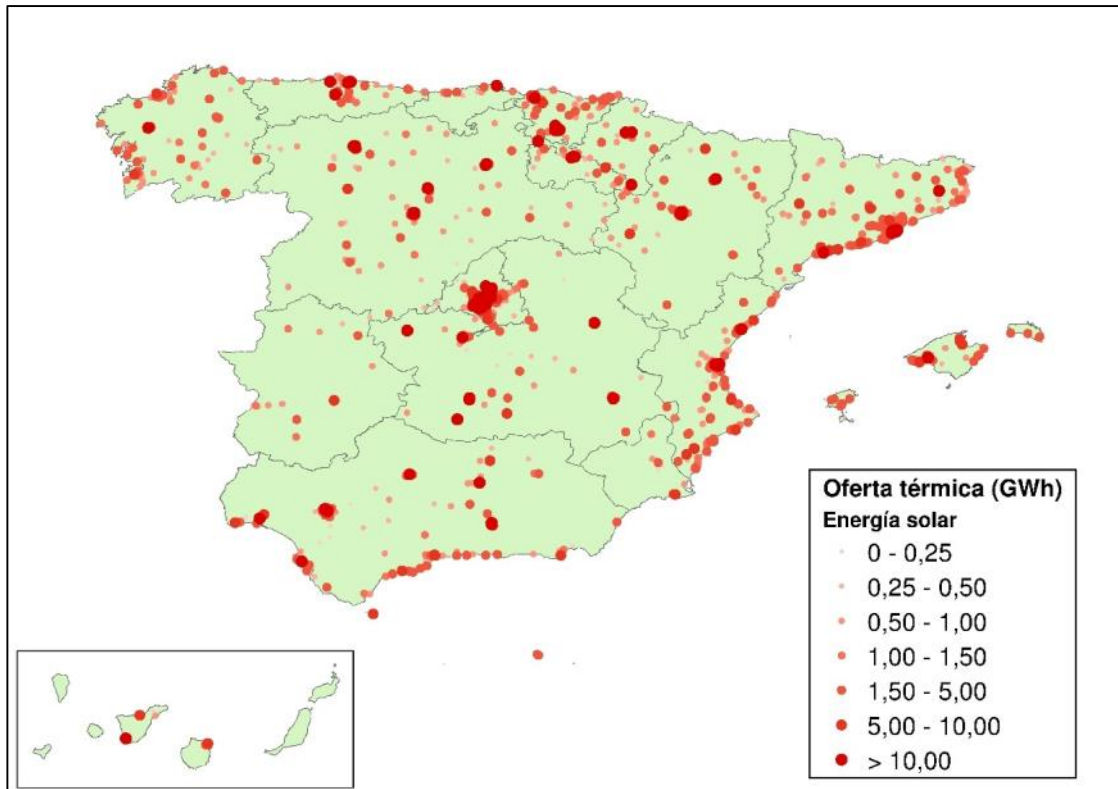 Oferta térmica (GWh)
Energía solar
0 - 0,25
0,25 - 0,50
0,50 - 1,00
1,00 - 1,50
1,50 - 5,00
5,00 - 10,00
> 10,00